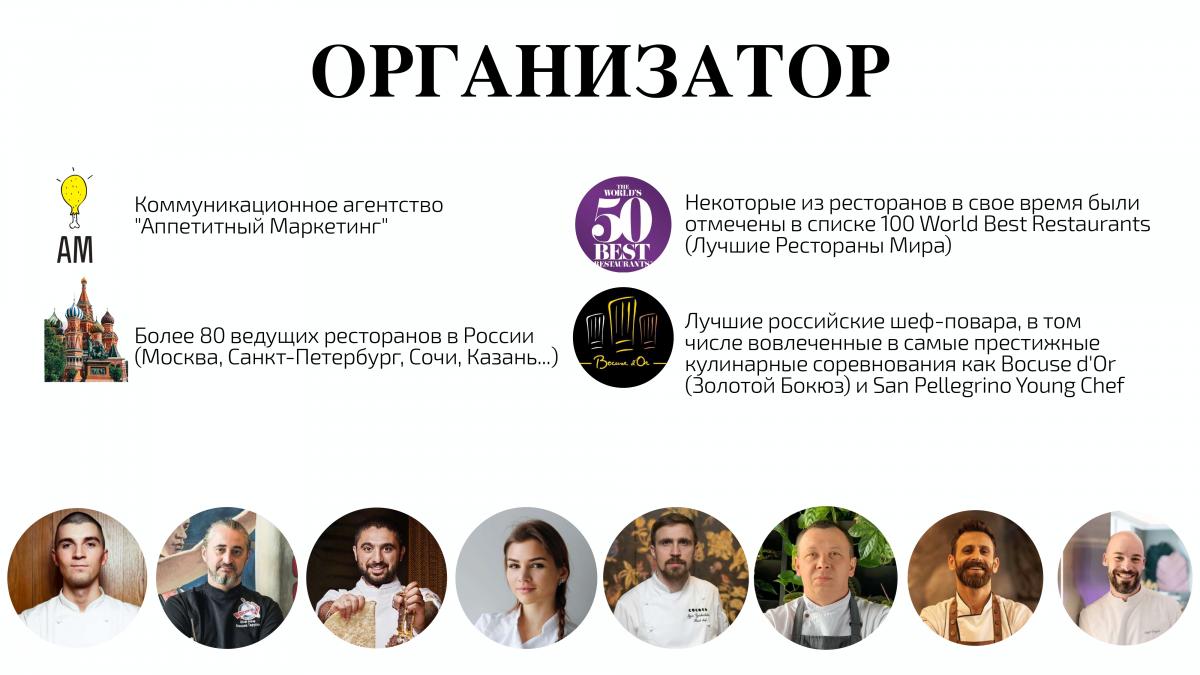 ОРГАНИЗАТОР
AM
Коммуникационное агентство
"Аппетитный Маркетинг"
Более 80 ведущих ресторанов в России
(Москва, Санкт-Петербург, Сочи, Казань...)
THE
WORLD'S
50
BEST
RESTAURANTS
Некоторые из ресторанов в свое время были
отмечены в списке 100 World Best Restaurants
(Лучшие Рестораны Мира)
Bocuse d'Or
Лучшие российские шеф-повара, в том
числе вовлеченные в самые престижные
кулинарные соревнования как Bocuse d'Or
(Золотой Бокюз) и San Pellegrino Young Chef